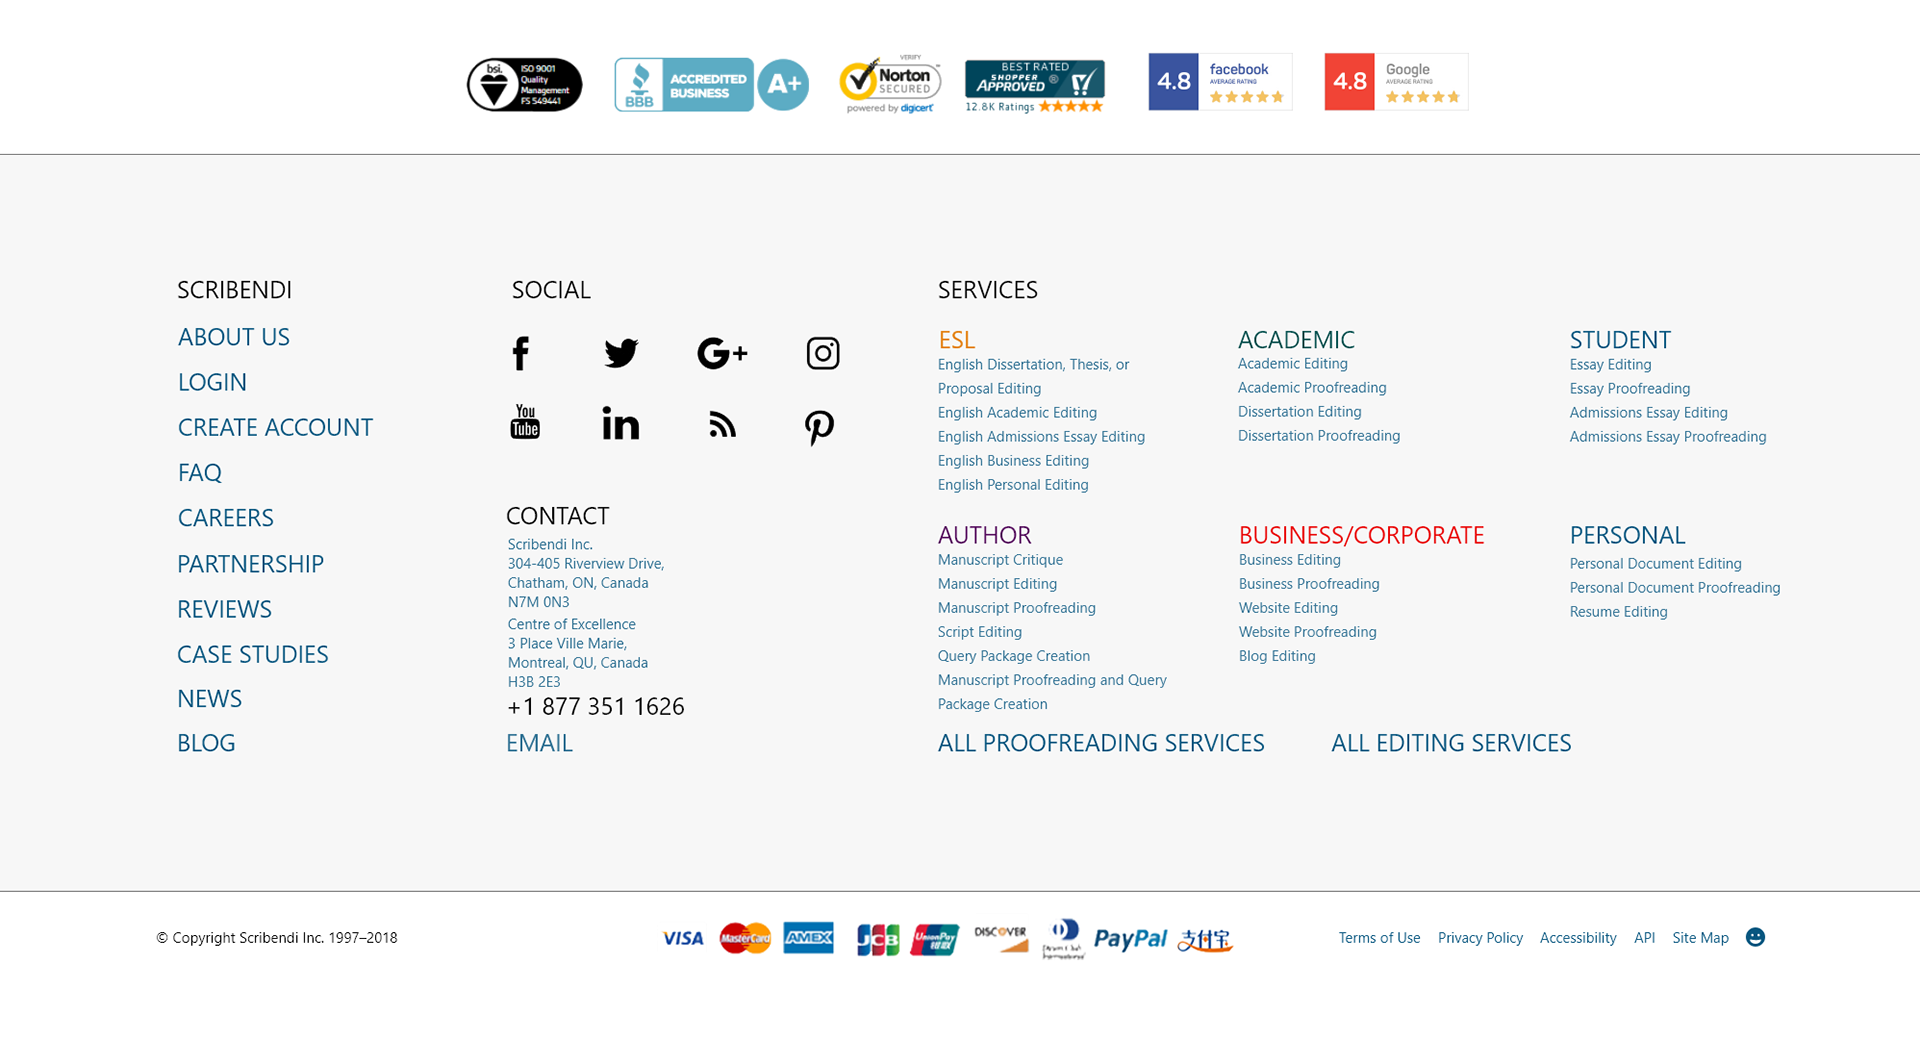 bsi.
ISO 9001
Quality
Management
FS 549441
BBB
ACCREDITED
BUSINESS
A+
VERIFY
Norton
SECURED
powered by digicert
BEST RATED
SHOPPER
APPROVED ®
12.8K Ratings
4.8
facebook
AVERAGE RATING
4.8
Google
AVERAGE RATING
SCRIBENDI
ABOUT US
LOGIN
CREATE ACCOUNT
FAQ
CAREERS
PARTNERSHIP
REVIEWS
CASE STUDIES
NEWS
BLOG
SOCIAL
f
G+
You
Tube
in
CONTACT
Scribendi Inc.
304-405 Riverview Drive,
Chatham, ON, Canada
N7M 0N3
Centre of Excellence
3 Place Ville Marie,
Montreal, QU, Canada
H3B 2E3
+1 877 351 1626
EMAIL
SERVICES
ESL
English Dissertation, Thesis, or
Proposal Editing
English Academic Editing
English Admissions Essay Editing
English Business Editing
English Personal Editing
ACADEMIC
Academic Editing
Academic Proofreading
Dissertation Editing
Dissertation Proofreading
STUDENT
Essay Editing
Essay Proofreading
Admissions Essay Editing
Admissions Essay Proofreading
AUTHOR
Manuscript Critique
Manuscript Editing
Manuscript Proofreading
Script Editing
Query Package Creation
Manuscript Proofreading and Query
Package Creation
BUSINESS/CORPORATE
Business Editing
Business Proofreading
Website Editing
Website Proofreading
Blog Editing
PERSONAL
Personal Document Editing
Personal Document Proofreading
Resume Editing
ALL PROOFREADING SERVICES
ALL EDITING SERVICES
© Copyright Scribendi Inc. 1997–2018
VISA
MasterCard
AMEX
JCB
UnionPay
银联
DISCOVER
Diners Club
International
PayPal
支付宝
Terms of Use
Privacy Policy
Accessibility
API
Site Map